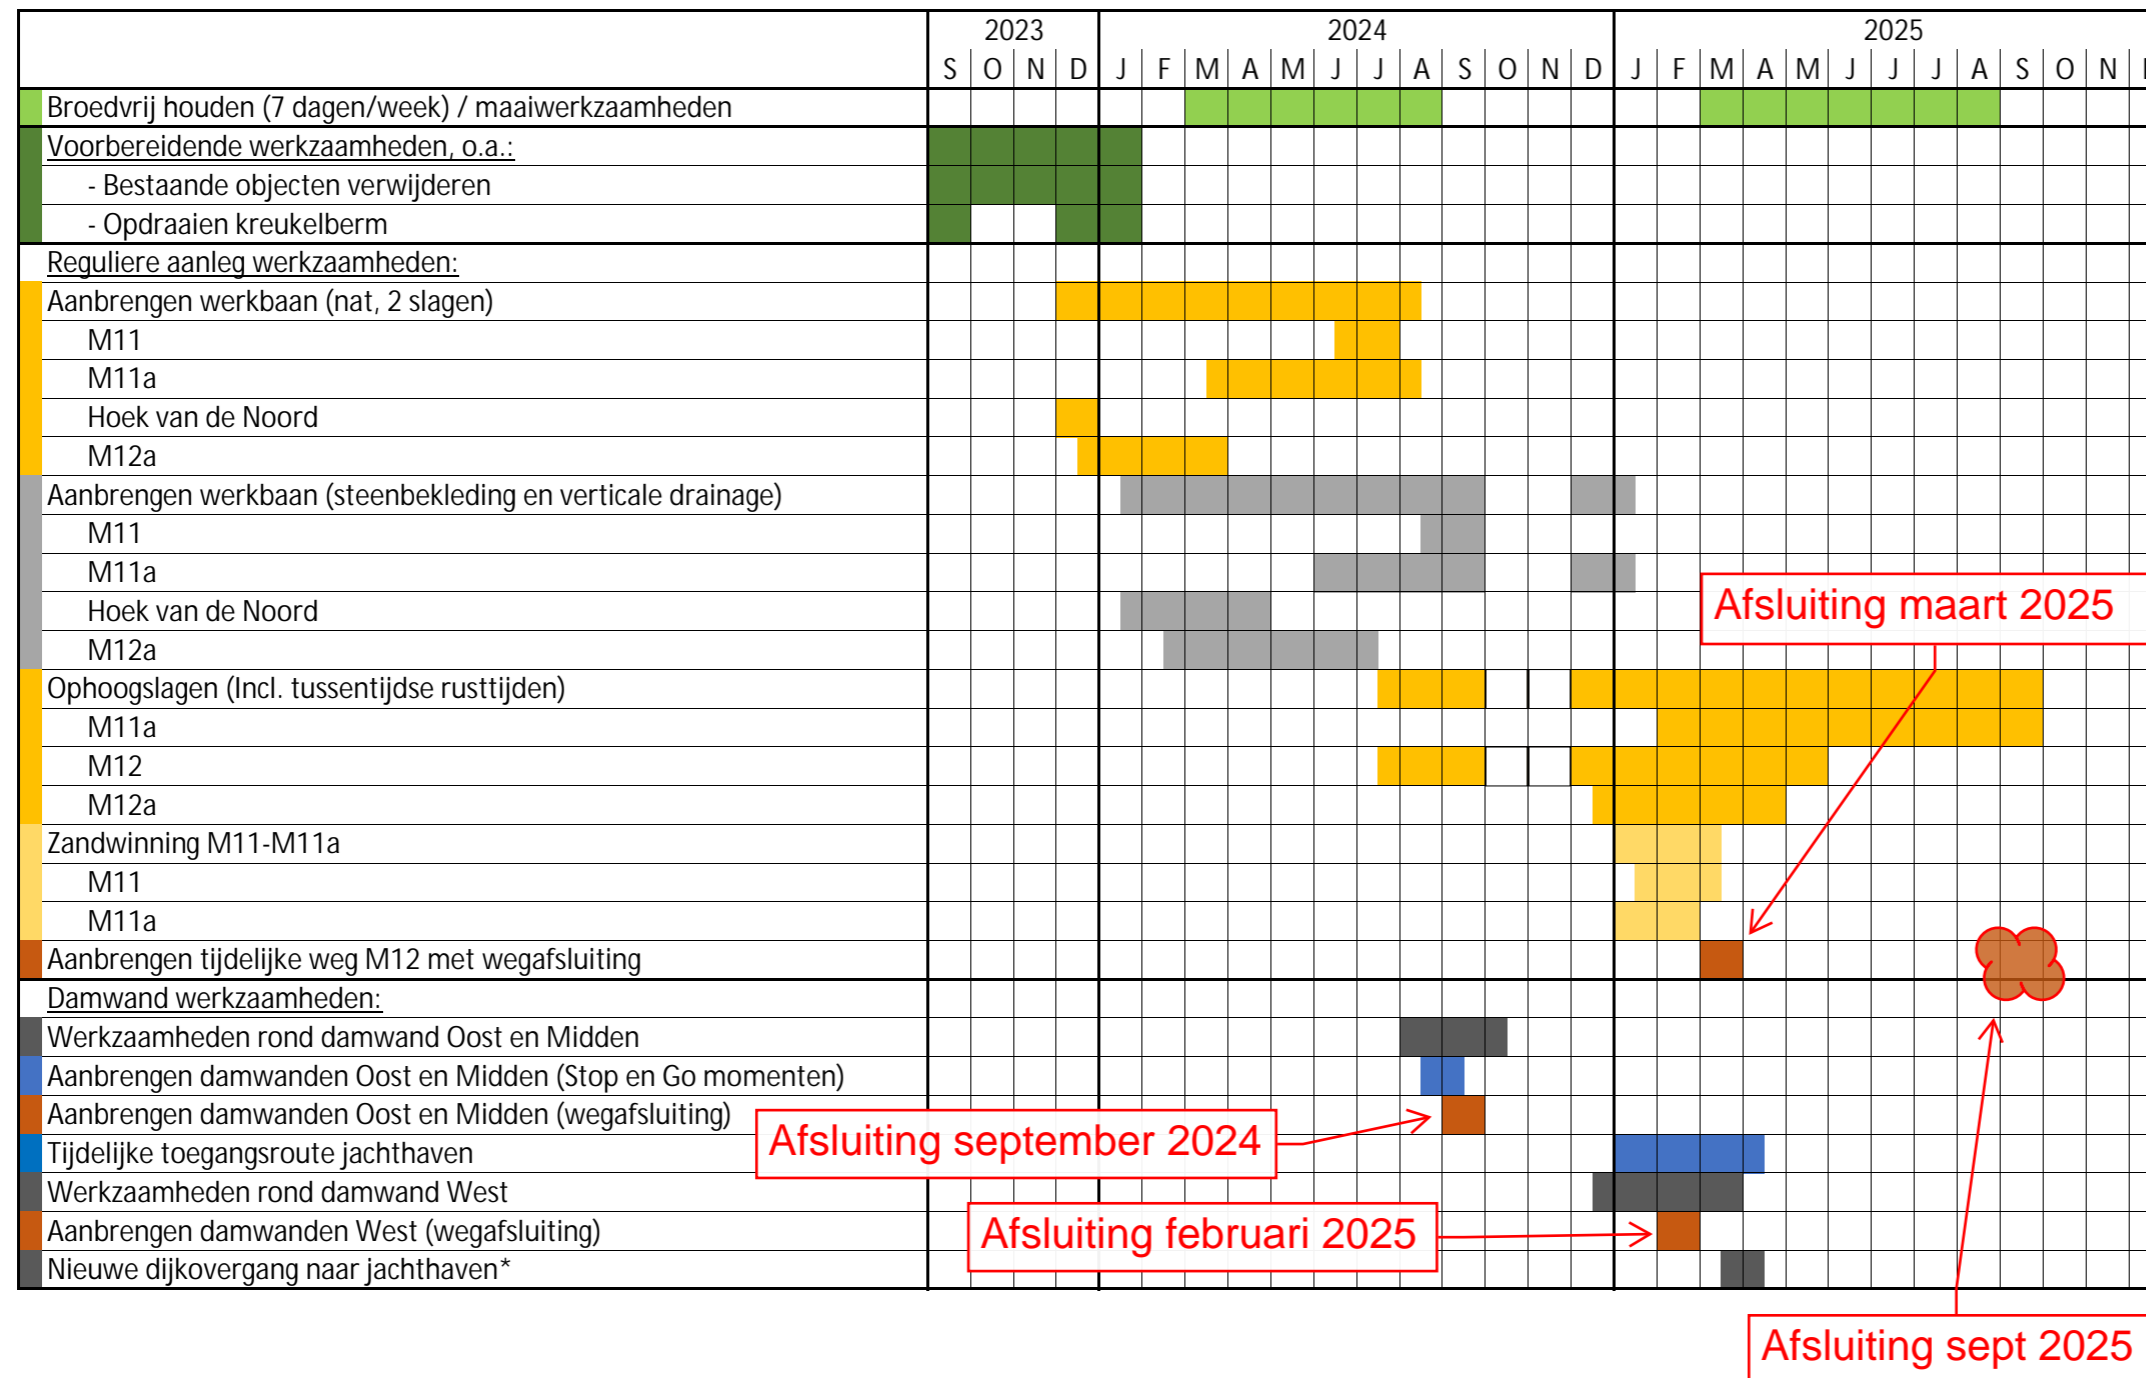 2023 2024 2025
S O N D J F M A M J J A S O N D J F M A M J J J A S O N
Broedvrij houden (7 dagen/week) / maaiwerkzaamheden
Voorbereidende werkzaamheden, o.a.:
- Bestaande objecten verwijderen
- Opdraaien kreukelberm
Reguliere aanleg werkzaamheden:
Aanbrengen werkbaan (nat, 2 slagen)
M11
M11a
Hoek van de Noord
M12a
Aanbrengen werkbaan (steenbekleding en verticale drainage)
M11
M11a
Hoek van de Noord
Afsluiting maart 2025
M12a
Ophoogslagen (Incl. tussentijdse rusttijden)
M11a
M12
M12a
Zandwinning M11-M11a
M11
M11a
Aanbrengen tijdelijke weg M12 met wegafsluiting
Damwand werkzaamheden:
Werkzaamheden rond damwand Oost en Midden
Aanbrengen damwanden Oost en Midden (Stop en Go momenten)
Aanbrengen damwanden Oost en Midden (wegafsluiting)
Afsluiting september 2024
Tijdelijke toegangsroute jachthaven
Werkzaamheden rond damwand West
Aanbrengen damwanden West (wegafsluiting)
Afsluiting februari 2025
Nieuwe dijkovergang naar jachthaven*
Afsluiting sept 2025